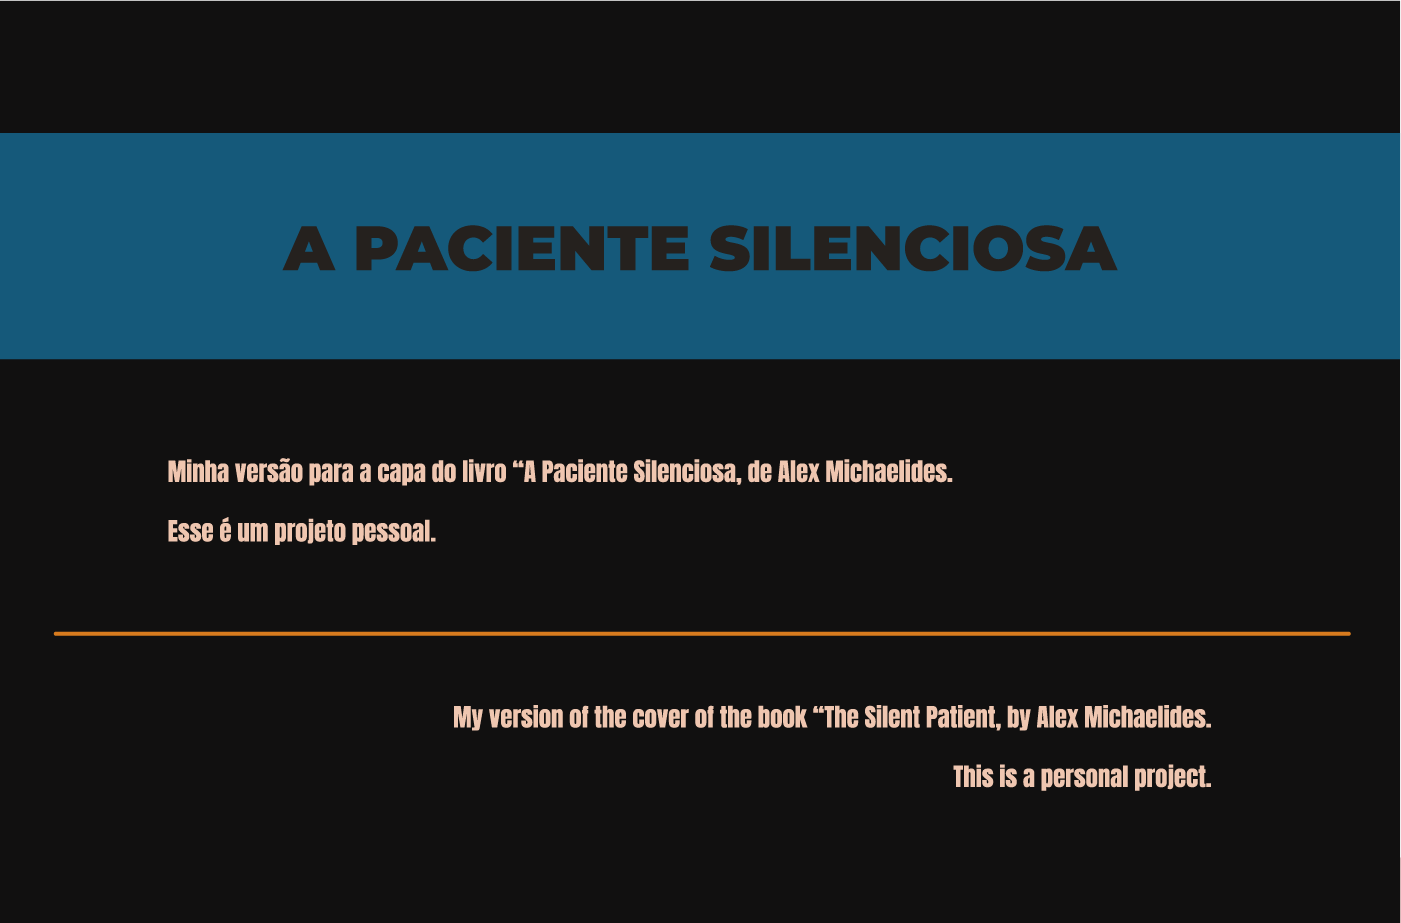 A PACIENTE SILENCIOSA
Minha versão para a capa do livro “A Paciente Silenciosa, de Alex Michaelides.
Esse é um projeto pessoal.
My version of the cover of the book “The Silent Patient, by Alex Michaelides.
This is a personal project.